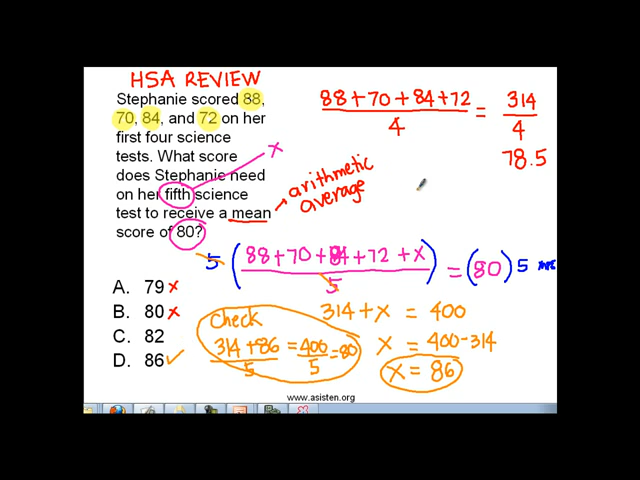 HSA REVIEW
Stephanie scored 88,
70, 84, and 72 on her
first four science
tests. What score
does Stephanie need
on her fifth science
test to receive a mean
score of 80?
x
arithmetic
average
88+70+84+72
4
=
314
4
78.5
5 (88+70+84+72+x) = (80) 5
5
314+x = 400
x = 400-314
x = 86
Check
314+86 = 400 = 80
5 5
A. 79 x
B. 80 x
C. 82
D. 86 ✓
www.asisten.org